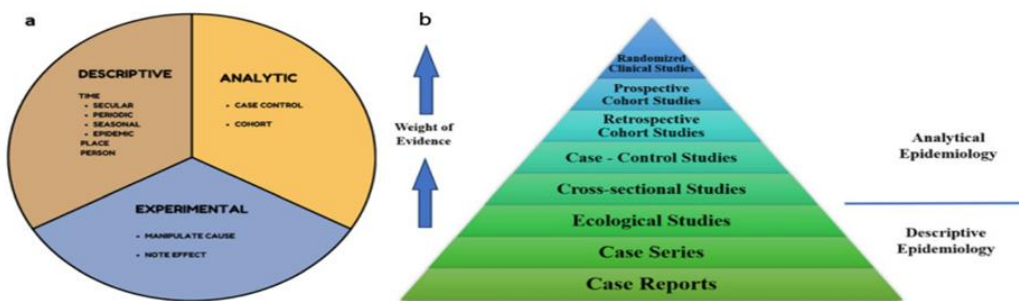 a
DESCRIPTIVE
TIME
• SECULAR
• PERIODIC
• SEASONAL
• EPIDEMIC
PLACE
PERSON
ANALYTIC
• CASE CONTROL
• COHORT
EXPERIMENTAL
• MANIPULATE CAUSE
• NOTE EFFECT
b
Weight of
Evidence
Randomized
Clinical Studies
Prospective
Cohort Studies
Retrospective
Cohort Studies
Case - Control Studies
Cross-sectional Studies
Ecological Studies
Case Series
Case Reports
Analytical
Epidemiology
Descriptive
Epidemiology